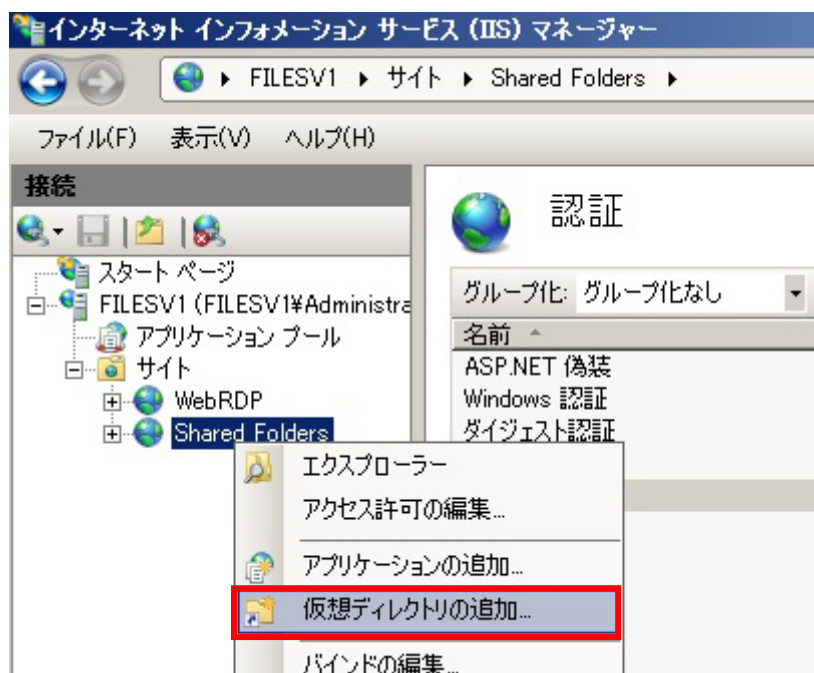 インターネット インフォメーション サービス (IIS) マネージャー
FILESV1 サイト Shared Folders
ファイル(F) 表示(V) ヘルプ(H)
接続
スタート ページ
FILESV1 (FILESV1¥Administra
アプリケーション プール
サイト
WebRDP
Shared Folders
認証
グループ化: グループ化なし
名前
ASP.NET 偽装
Windows 認証
ダイジェスト認証
エクスプローラー
アクセス許可の編集...
アプリケーションの追加...
仮想ディレクトリの追加...
バインドの編集...